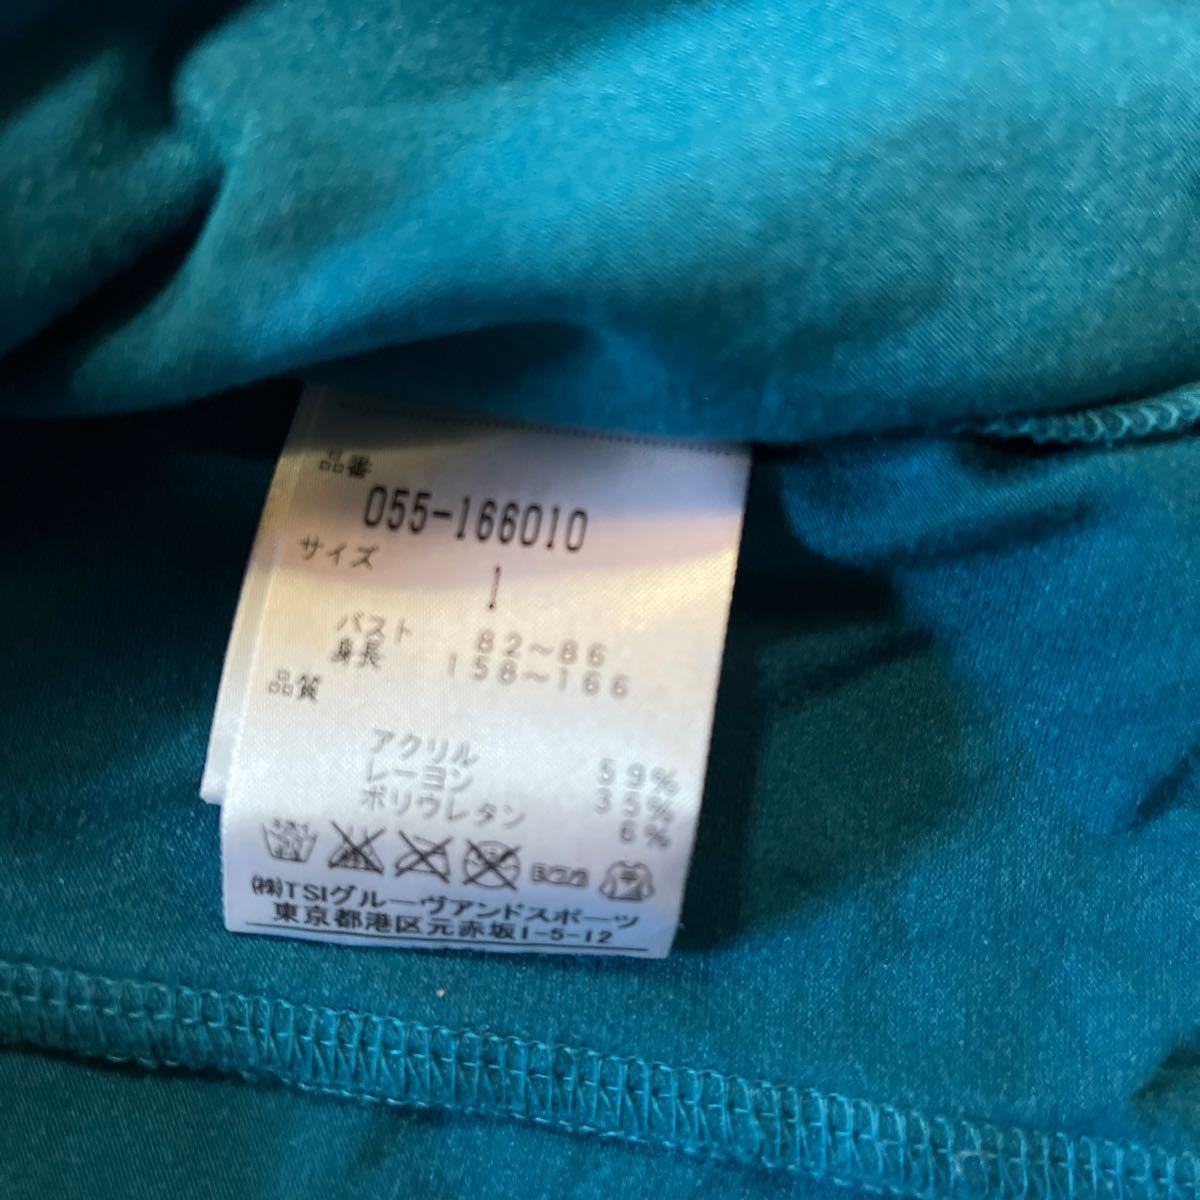 品番
055-166010
サイズ
1
バスト 82～86
身長 158～166
品質
アクリル 59%
レーヨン 35%
ポリウレタン 6%
(株)TSIグルーヴアンドスポーツ
東京都港区元赤坂1-5-12